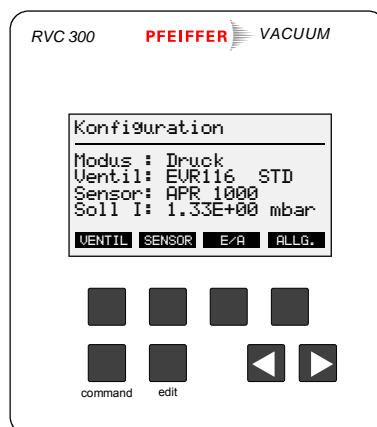 RVC 300 PFEIFFER VACUUM
Konfiguration
Modus : Druck
Ventil: EVR116 STD
Sensor: APR 1000
Soll I: 1.33E+00 mbar
VENTIL SENSOR E/A ALLG.
command edit